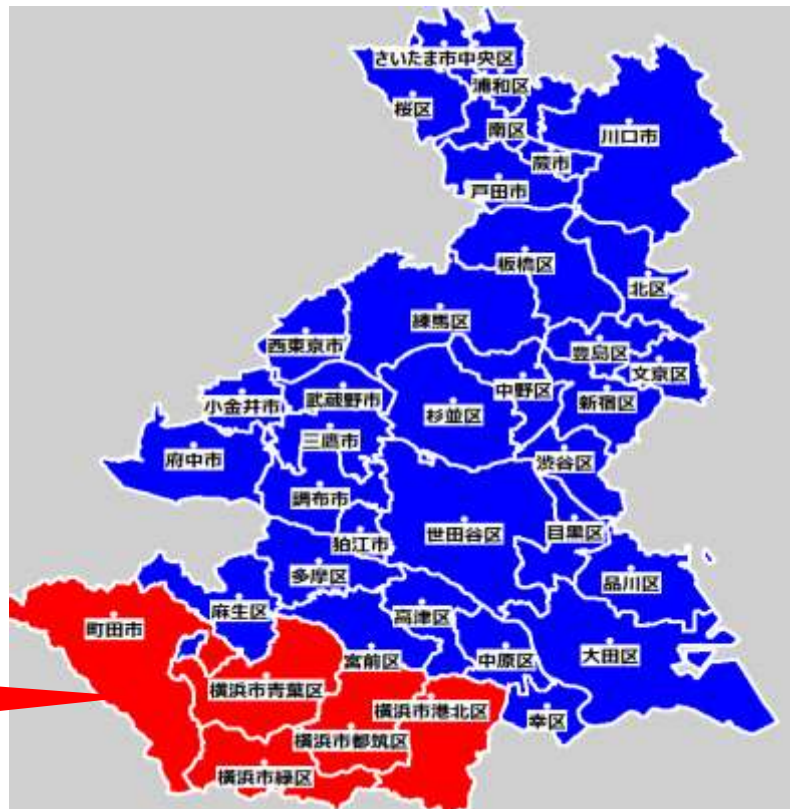 さいたま市中央区
浦和区
桜区
南区
川口市
蕨市
戸田市
板橋区
北区
練馬区
西東京市
豊島区
文京区
中野区
新宿区
小金井市
武蔵野市
杉並区
三鷹市
府中市
渋谷区
調布市
世田谷区
目黒区
狛江市
多摩区
品川区
麻生区
高津区
町田市
宮前区
中原区
大田区
横浜市青葉区
横浜市港北区
幸区
横浜市都筑区
横浜市緑区